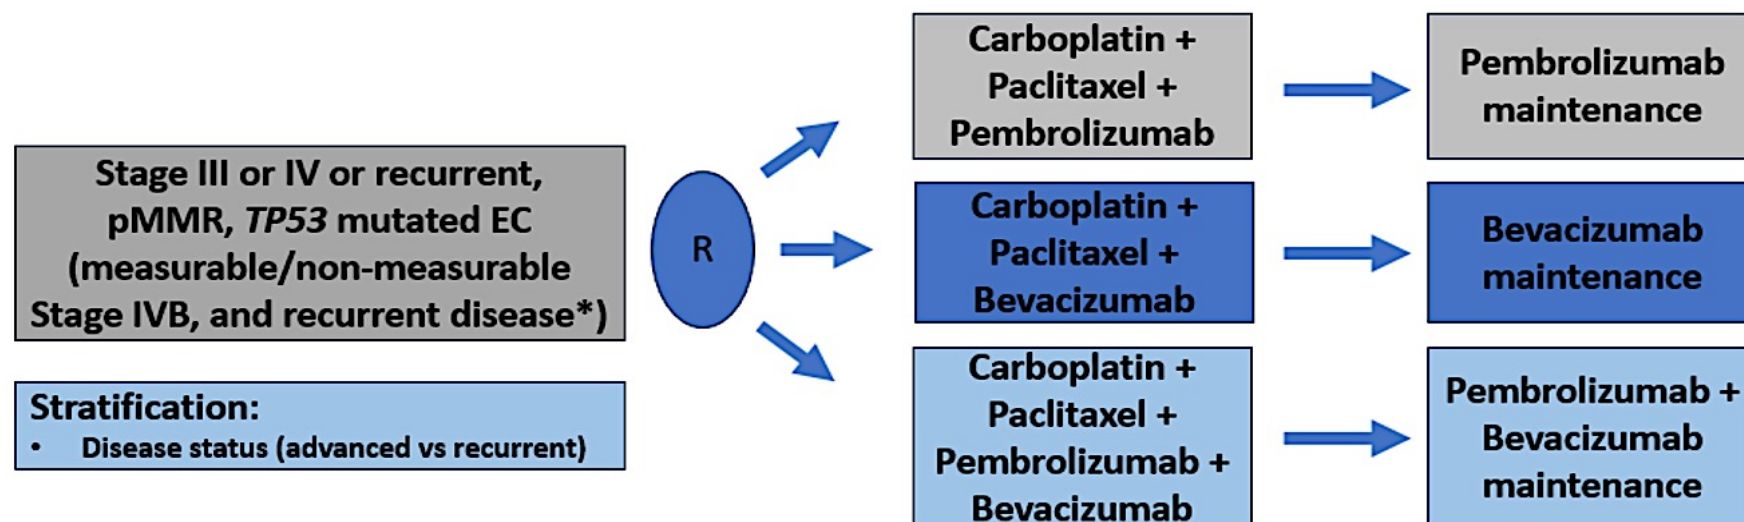 Stage III or IV or recurrent,
pMMR, TP53 mutated EC
(measurable/non-measurable
Stage IVB, and recurrent disease*)
Stratification:
• Disease status (advanced vs recurrent)
R
Carboplatin +
Paclitaxel +
Pembrolizumab
Pembrolizumab
maintenance
Carboplatin +
Paclitaxel +
Bevacizumab
Bevacizumab
maintenance
Carboplatin +
Paclitaxel +
Pembrolizumab +
Bevacizumab
Pembrolizumab +
Bevacizumab
maintenance